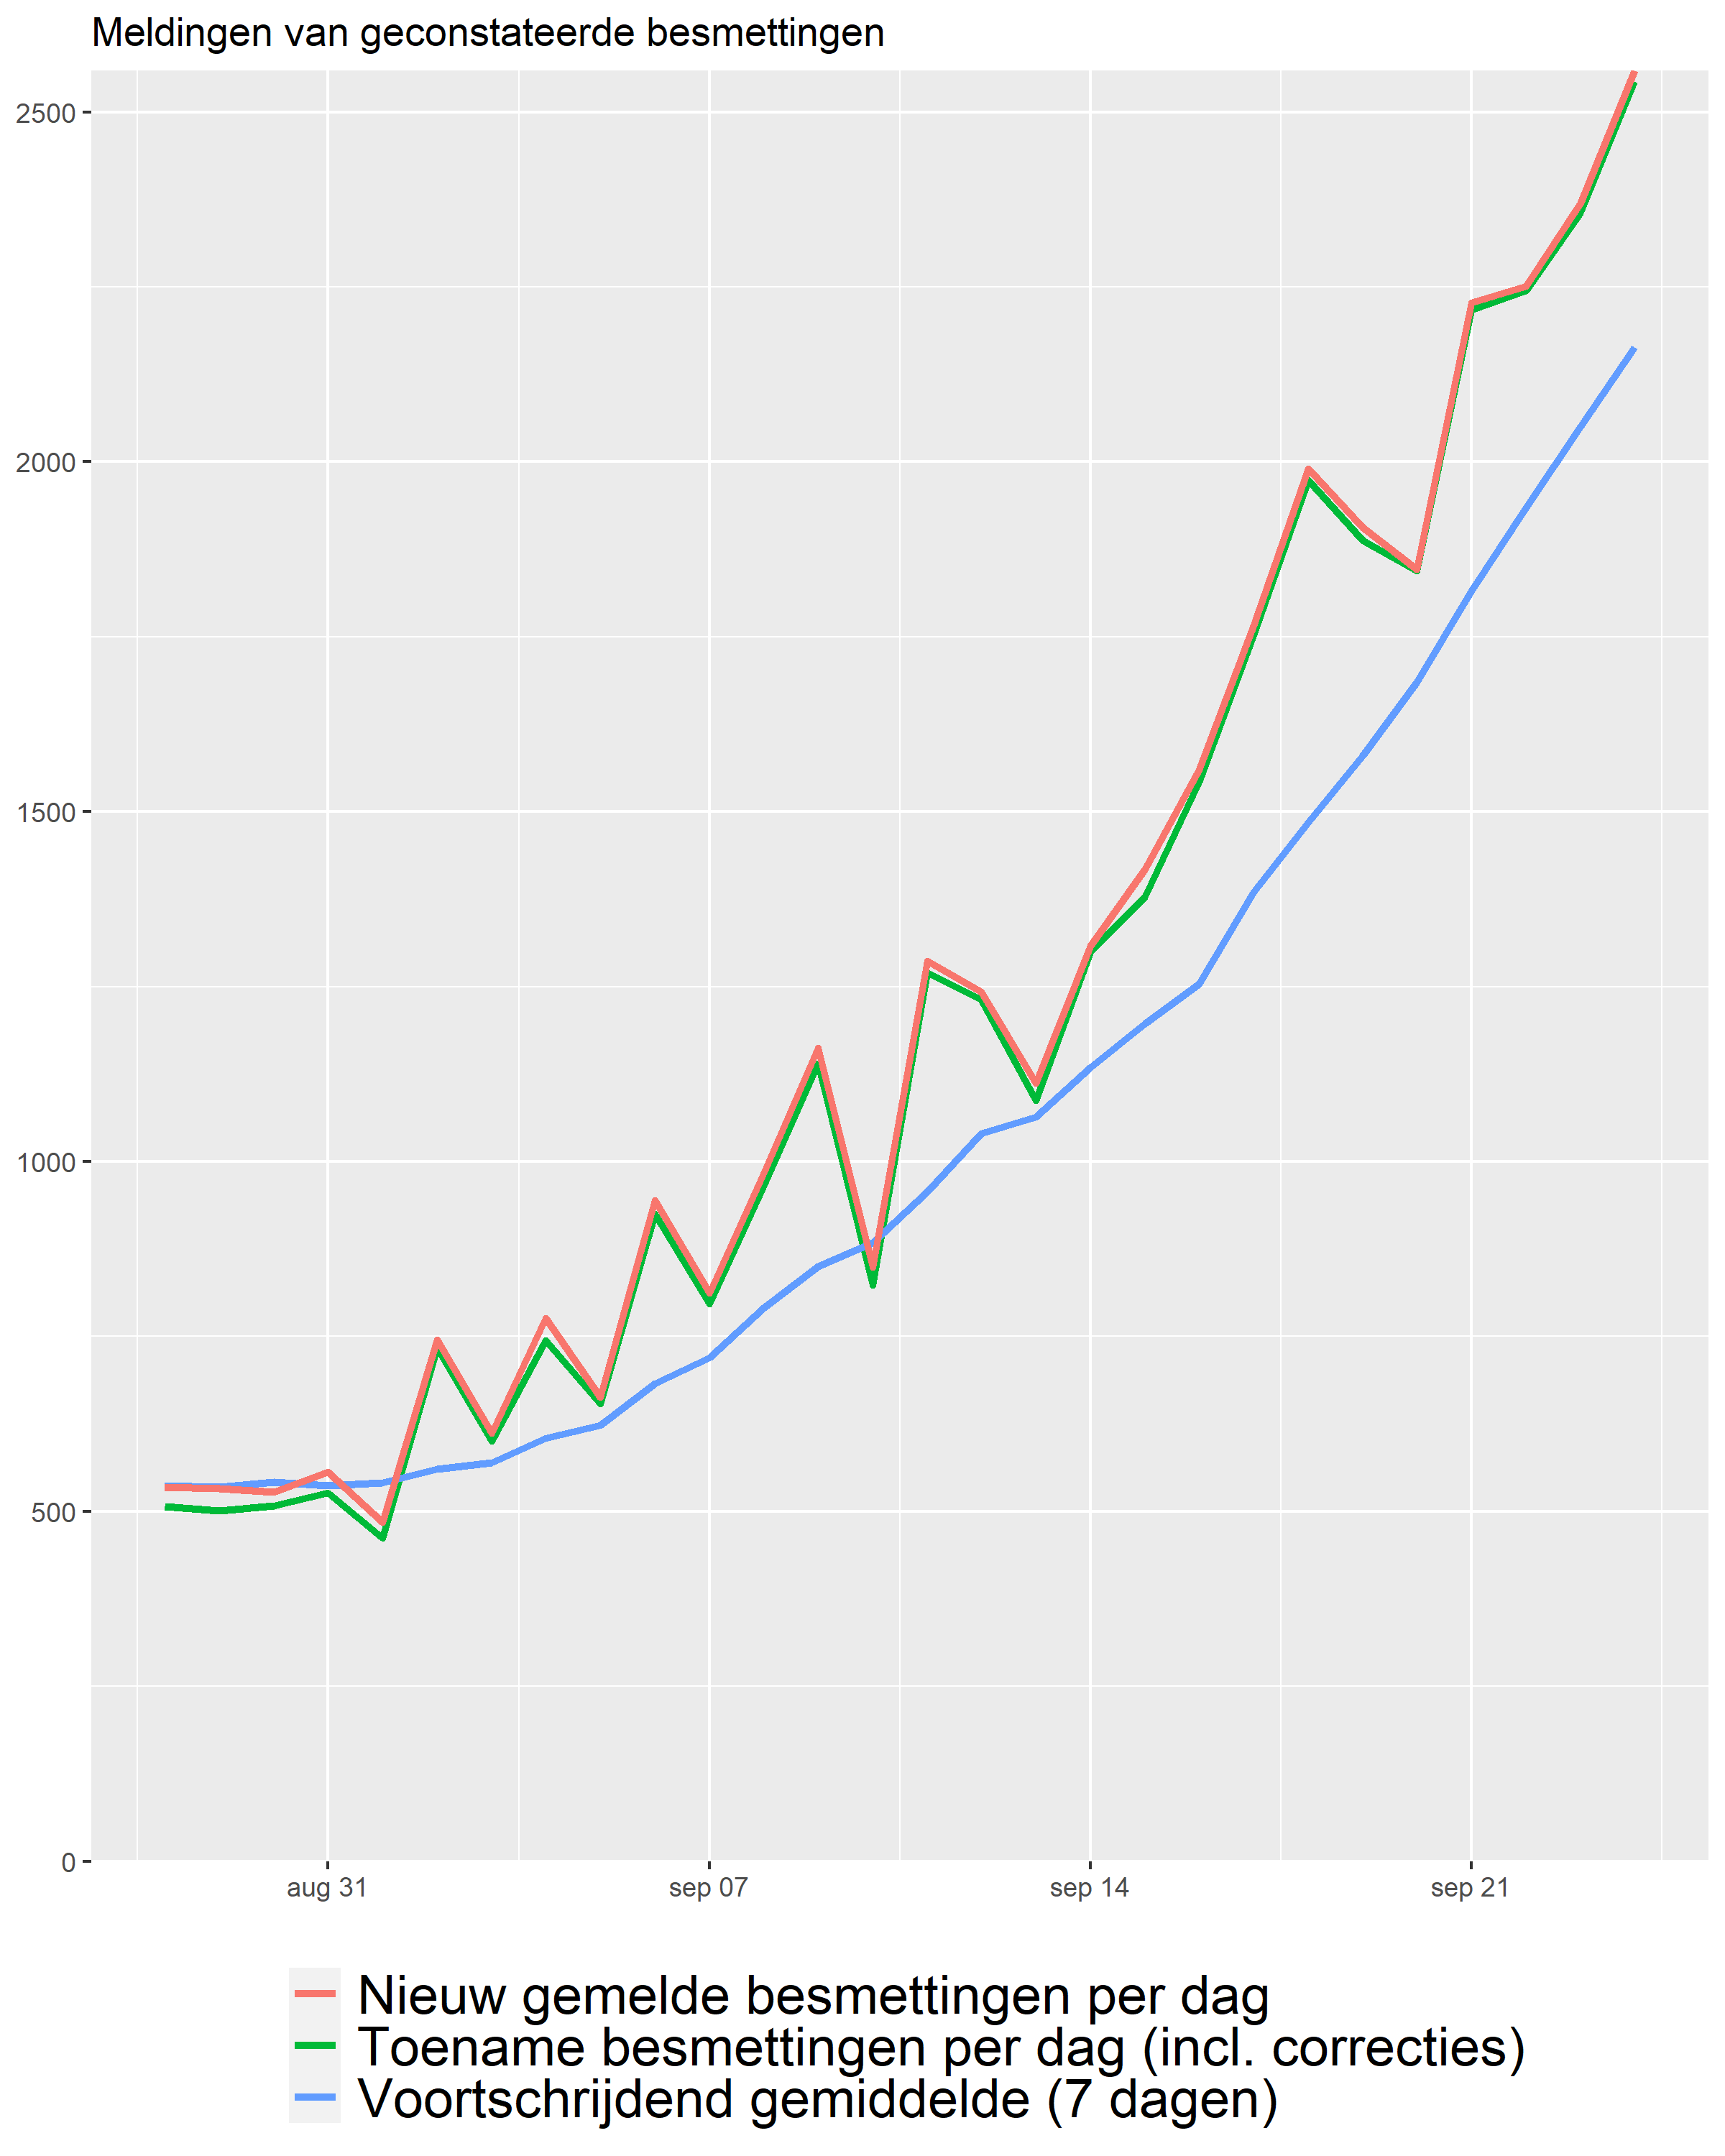 Meldingen van geconstateerde besmettingen
2500
2000
1500
1000
500
0
aug 31 sep 07 sep 14 sep 21
Nieuw gemelde besmettingen per dag
Toename besmettingen per dag (incl. correcties)
Voortschrijdend gemiddelde (7 dagen)